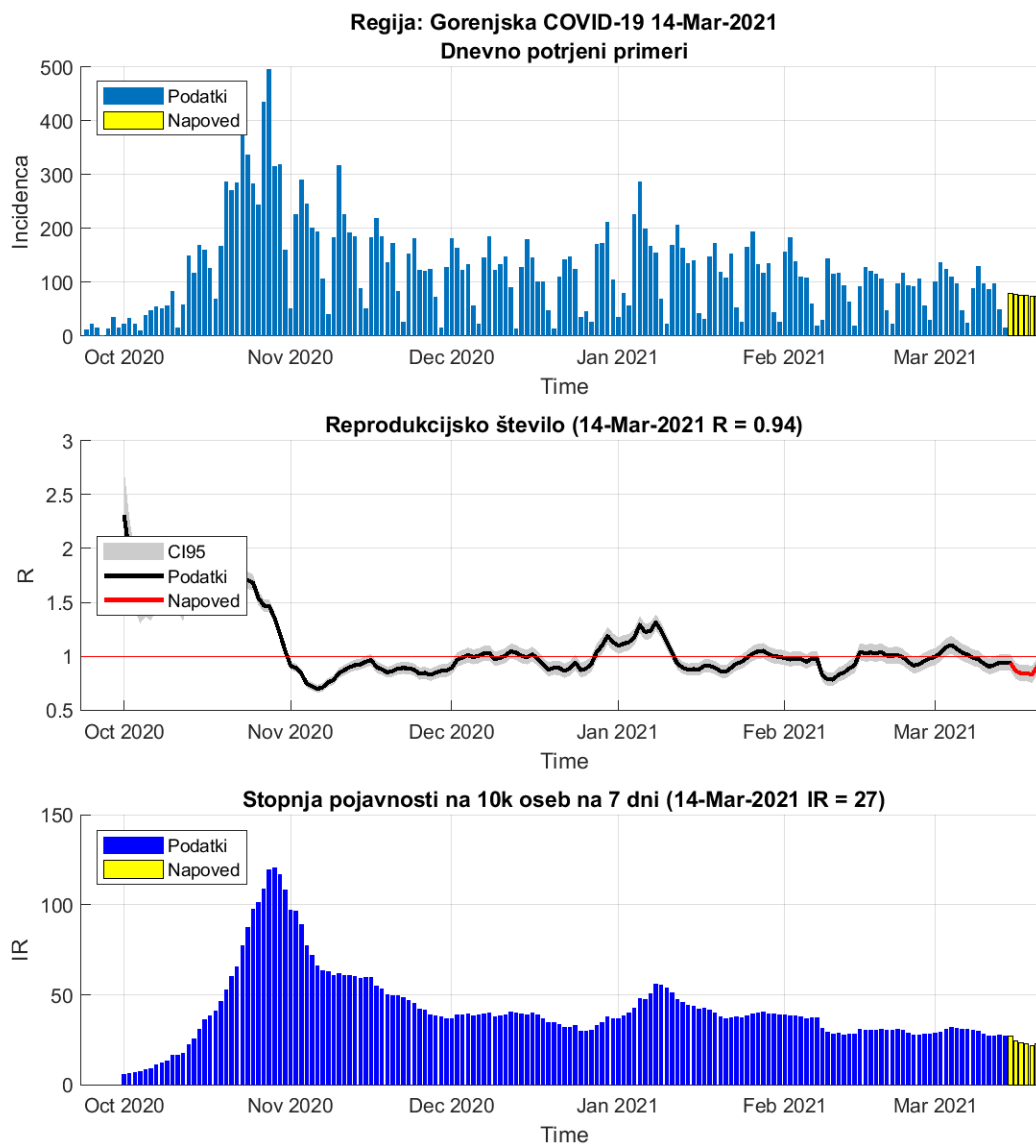 Regija: Gorenjska COVID-19 14-Mar-2021
Dnevno potrjeni primeri
500
400
300
200
100
0
Incidenca
Podatki
Napoved
Oct 2020 Nov 2020 Dec 2020 Jan 2021 Feb 2021 Mar 2021
Time
Reprodukcijsko število (14-Mar-2021 R = 0.94)
3
2.5
2
1.5
1
0.5
R
CI95
Podatki
Napoved
Oct 2020 Nov 2020 Dec 2020 Jan 2021 Feb 2021 Mar 2021
Time
Stopnja pojavnosti na 10k oseb na 7 dni (14-Mar-2021 IR = 27)
150
100
50
0
IR
Podatki
Napoved
Oct 2020 Nov 2020 Dec 2020 Jan 2021 Feb 2021 Mar 2021
Time